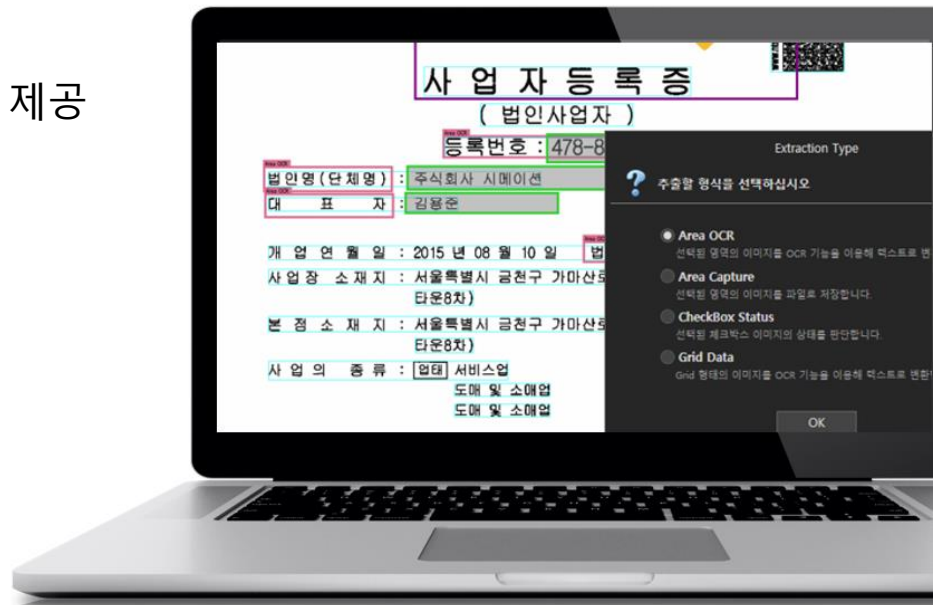 제공
사 업 자 등 록 증
( 법인사업자 )
Area OCR
등록번호 : 478-8
Area OCR
법인명(단체명) : 주식회사 시메이션
Area OCR
대 표 자 : 김용준
개 업 연 월 일 : 2015 년 08 월 10 일 법
사업장 소재지 : 서울특별시 금천구 가마산로
타운8차)
본 점 소 재 지 : 서울특별시 금천구 가마산로
타운8차)
사 업 의 종 류 : 업태 서비스업
도매 및 소매업
도매 및 소매업
Extraction Type
? 추출할 형식을 선택하십시오
Area OCR
선택된 영역의 이미지를 OCR 기능을 이용해 텍스트로 변
Area Capture
선택된 영역의 이미지를 파일로 저장합니다.
CheckBox Status
선택된 체크박스 이미지의 상태를 판단합니다.
Grid Data
Grid 형태의 이미지를 OCR 기능을 이용해 텍스트로 변환
OK